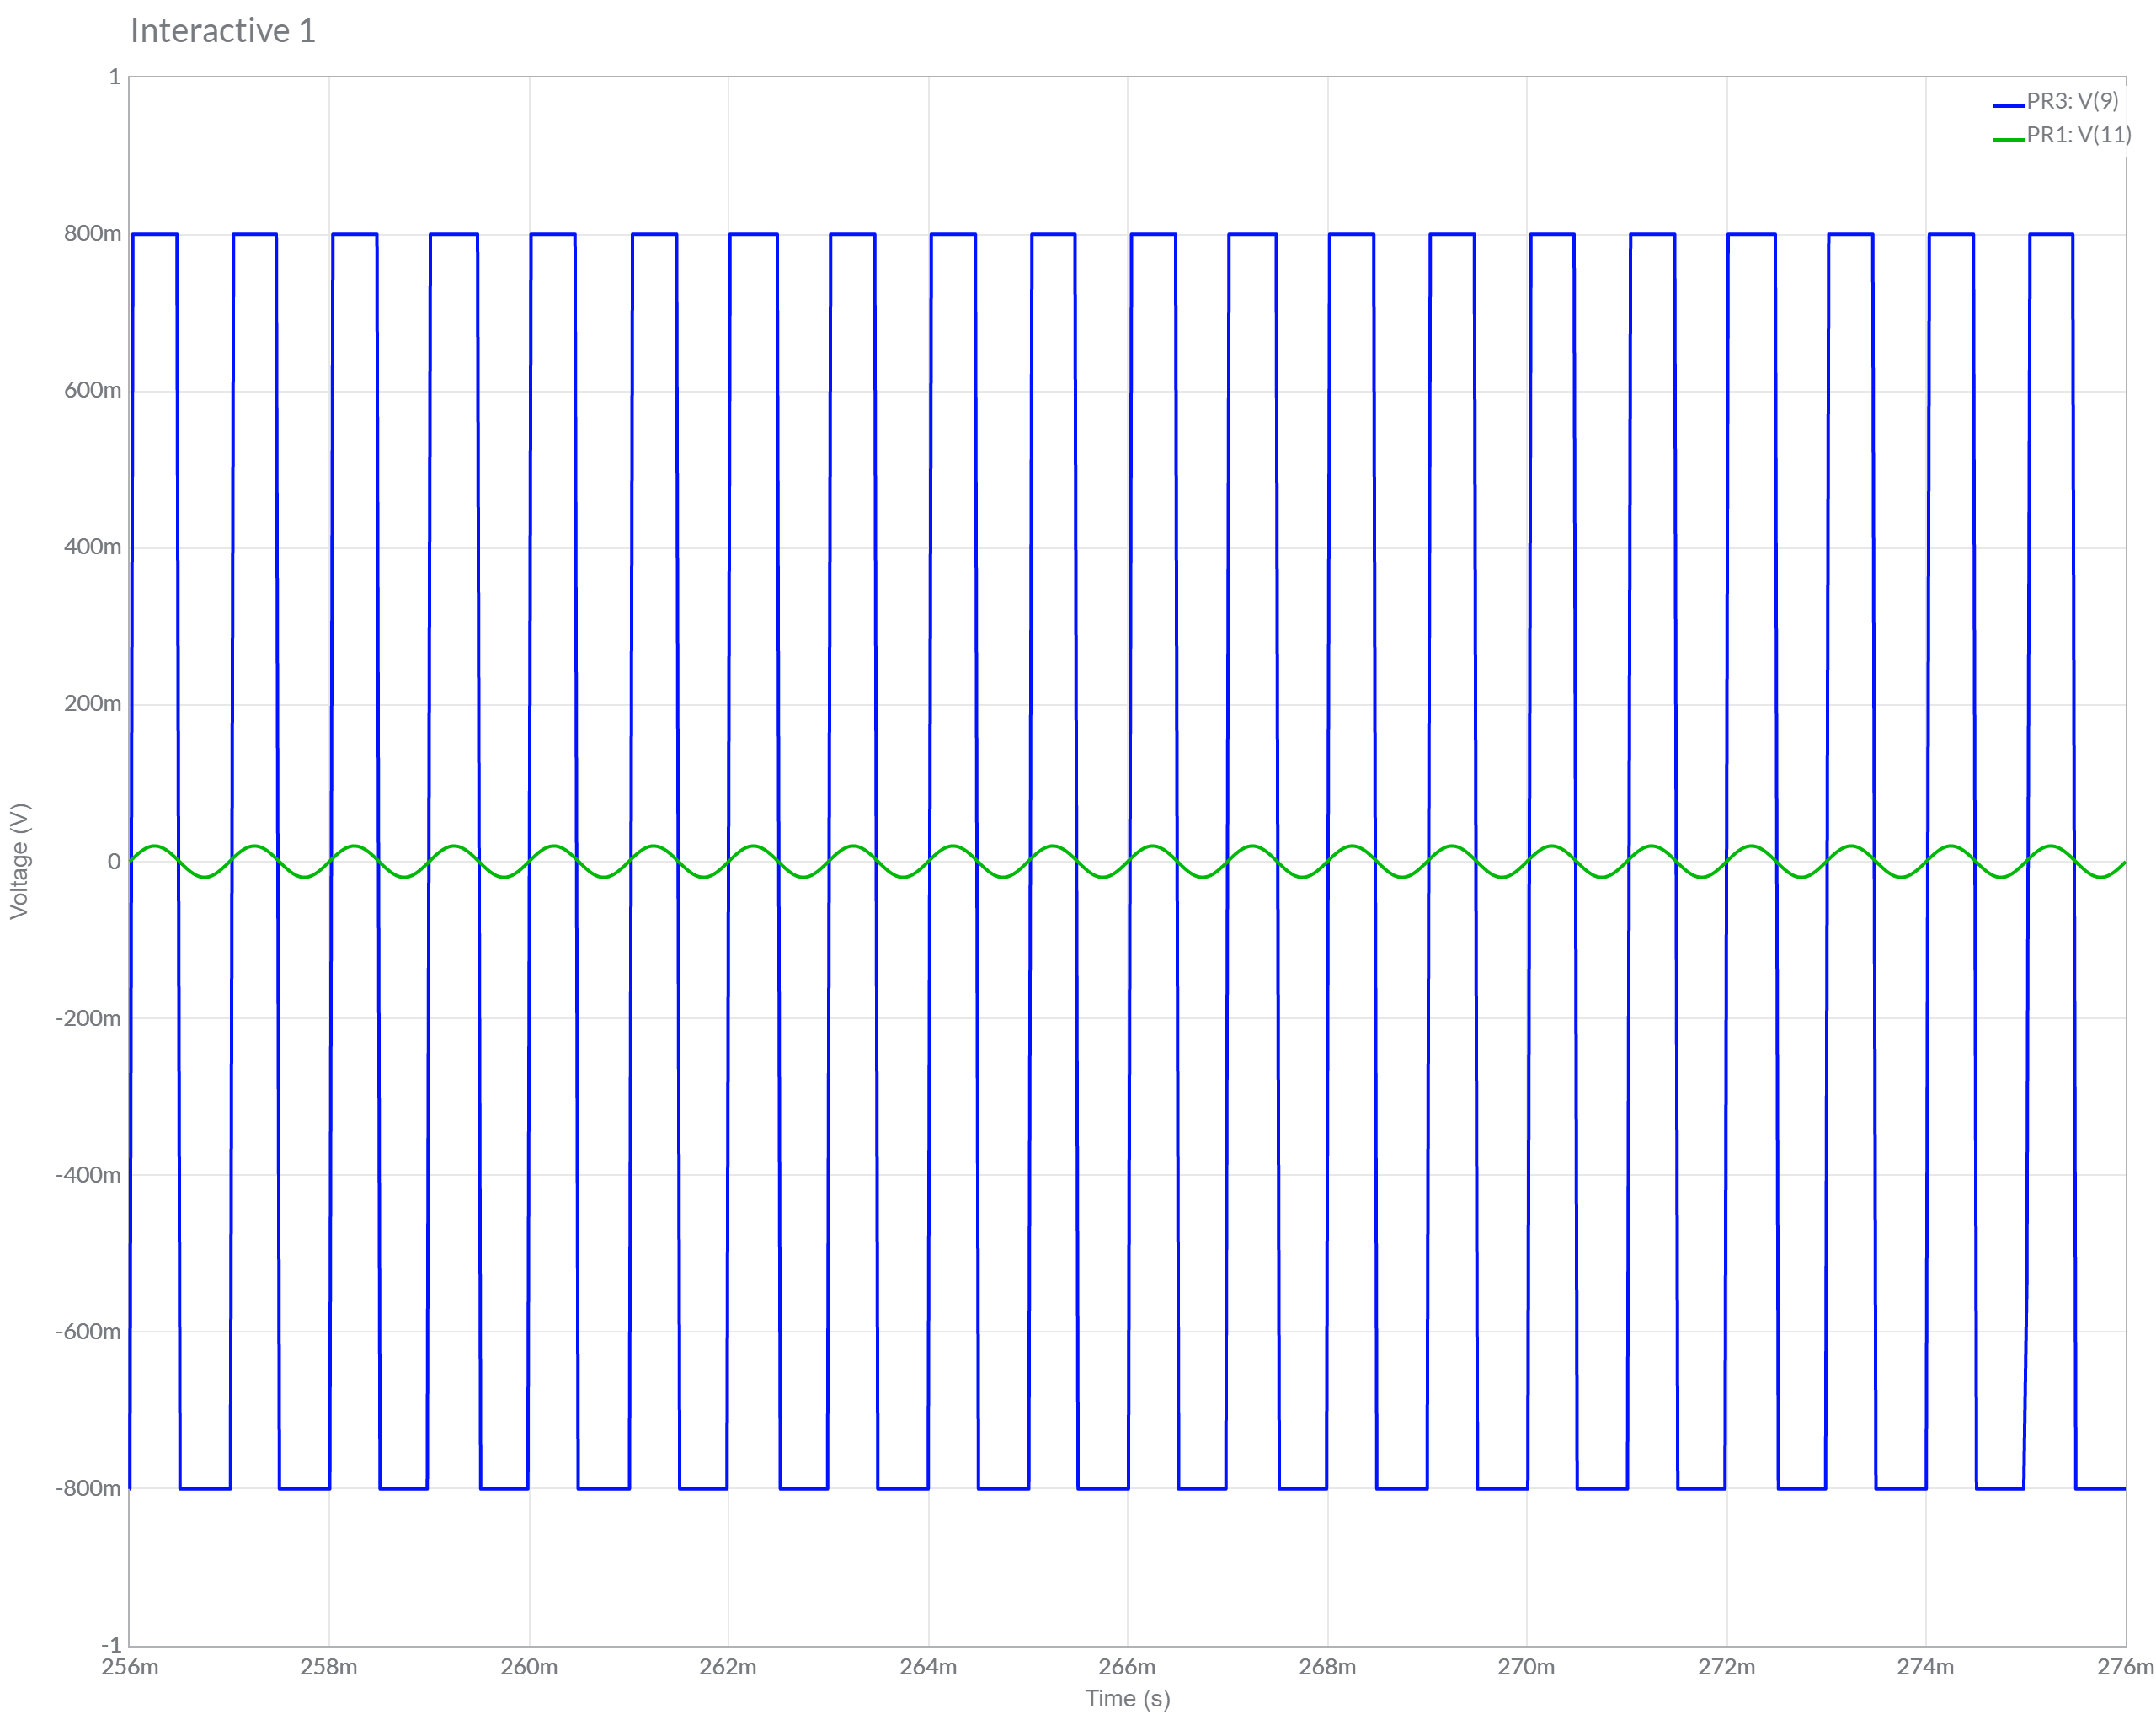 Interactive 1
1
PR3: V(9)
PR1: V(11)
800m
600m
400m
200m
0
-200m
-400m
-600m
-800m
-1
Voltage (V)
256m 258m 260m 262m 264m 266m 268m 270m 272m 274m 276m
Time (s)